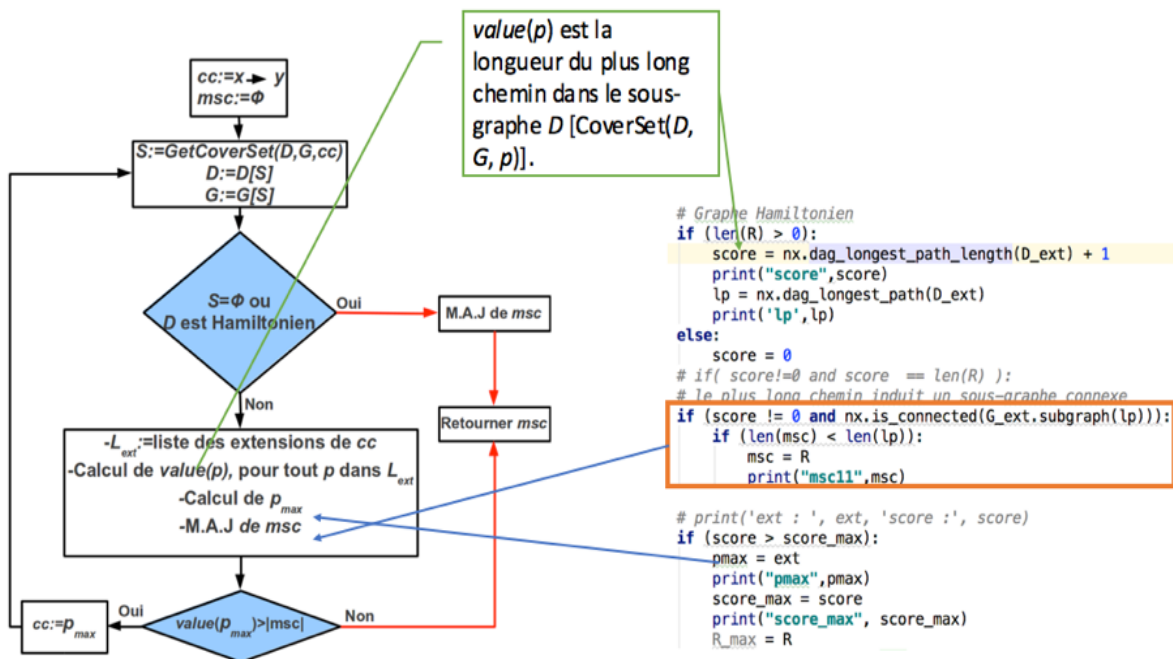 value(p) est la
longueur du plus long
chemin dans le sous-
graphe D [CoverSet(D,
G, p)].
cc:=x y
msc:=Φ
S:=GetCoverSet(D,G,cc)
D:=D[S]
G:=G[S]
S=Φ ou
D est Hamiltonien
Oui
M.A.J de msc
Non
Retourner msc
-Lext:=liste des extensions de cc
-Calcul de value(p), pour tout p dans Lext
-Calcul de pmax
-M.A.J de msc
value(pmax)>|msc|
Oui
Non
cc:=pmax
# Graphe Hamiltonien
if (len(R) > 0):
score = nx.dag_longest_path_length(D_ext) + 1
print("score",score)
lp = nx.dag_longest_path(D_ext)
print('lp',lp)
else:
score = 0
# if( score!=0 and score == len(R) ):
# le plus long chemin induit un sous-graphe connexe
if (score != 0 and nx.is_connected(G_ext.subgraph(lp))):
if (len(msc) < len(lp)):
msc = R
print("msc11",msc)
# print('ext : ', ext, 'score :', score)
if (score > score_max):
pmax = ext
print("pmax",pmax)
score_max = score
print("score_max", score_max)
R_max = R